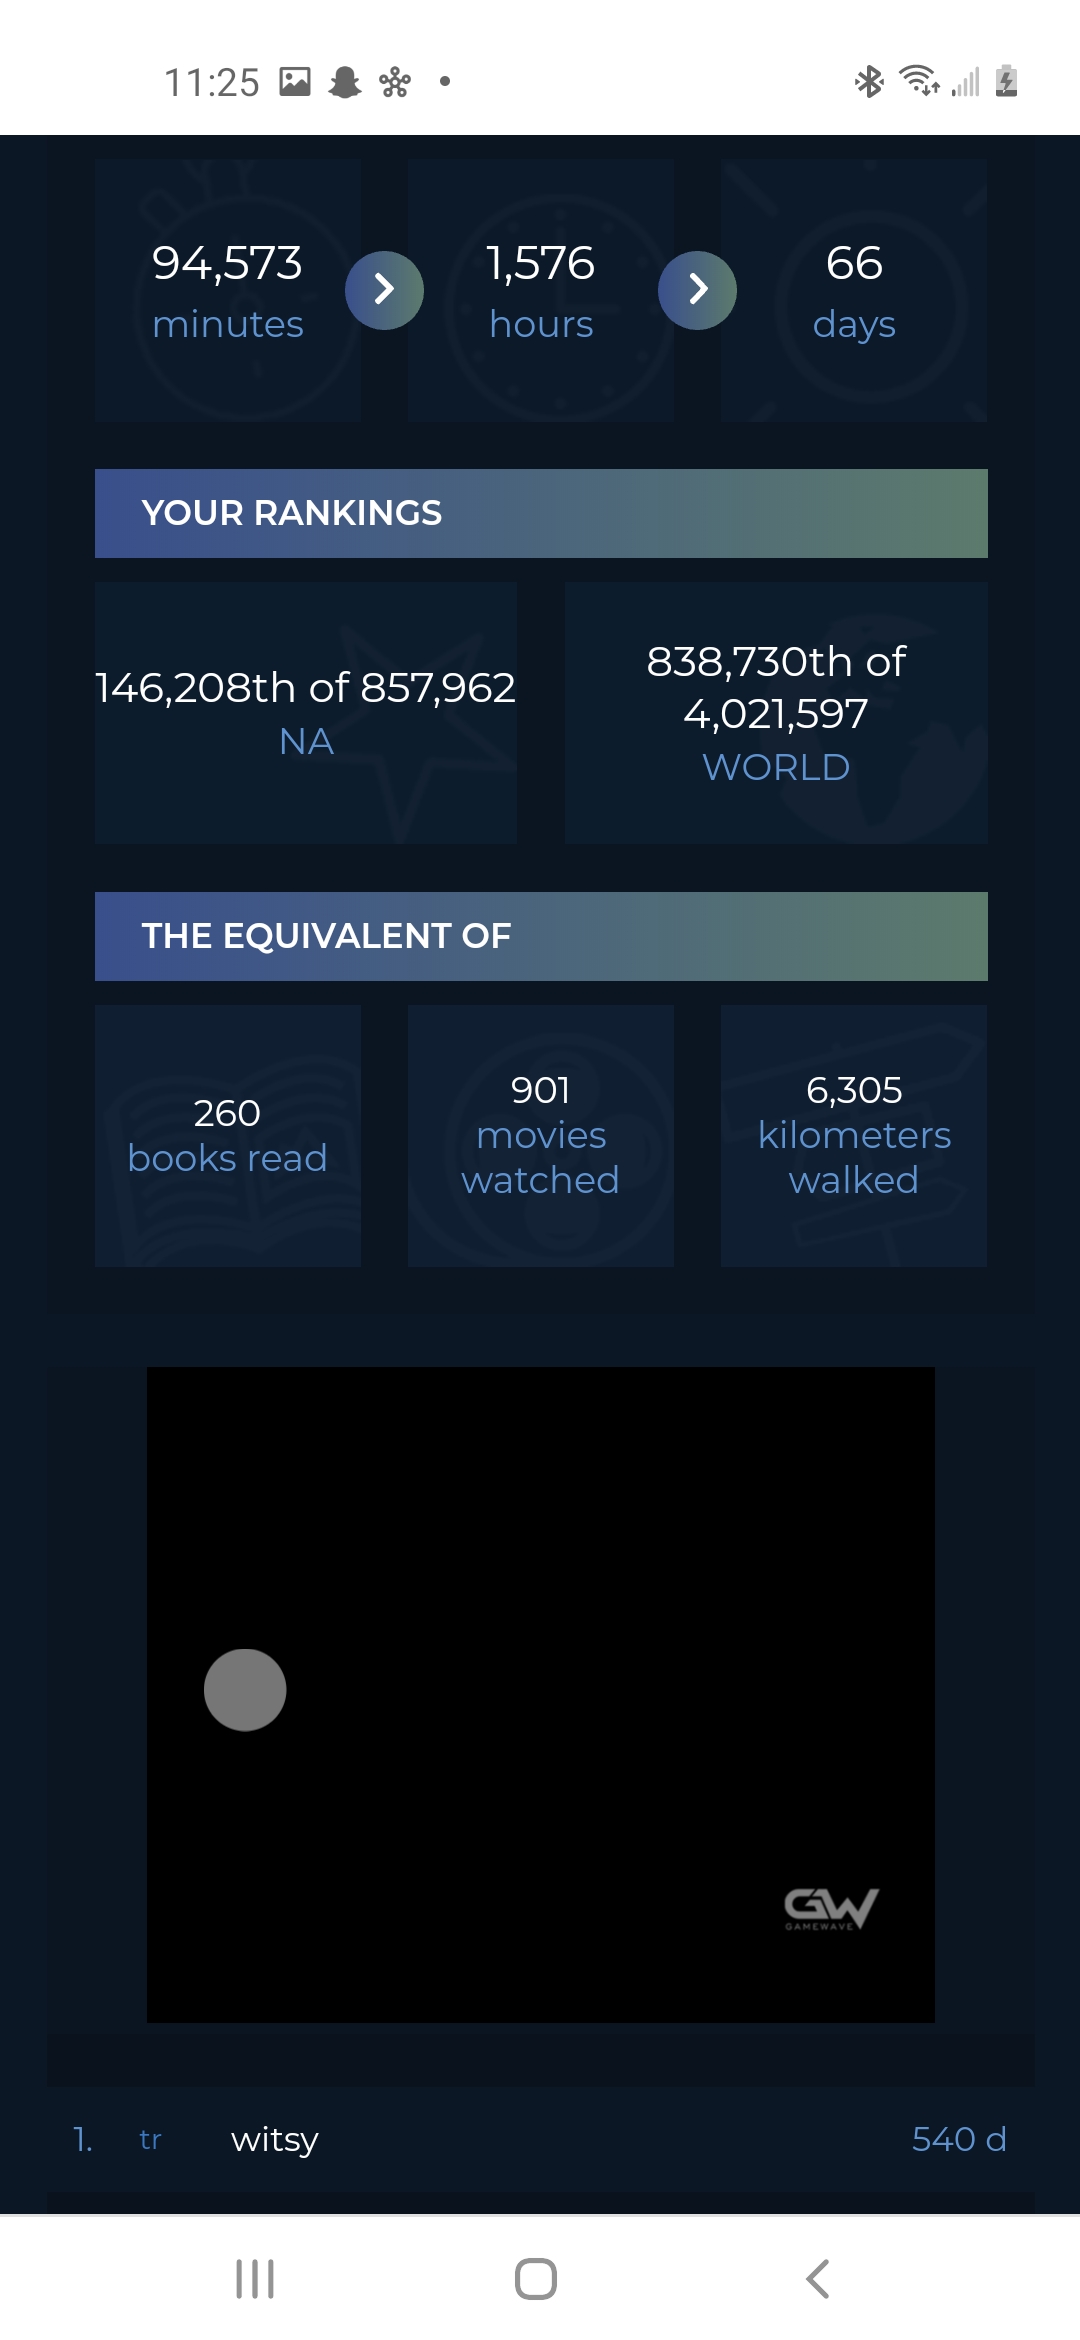 11:25
94,573
minutes
1,576
hours
66
days
YOUR RANKINGS
146,208th of 857,962
NA
838,730th of
4,021,597
WORLD
THE EQUIVALENT OF
260
books read
901
movies
watched
6,305
kilometers
walked
GW
GAMEWAVE
1. tr witsy 540 d